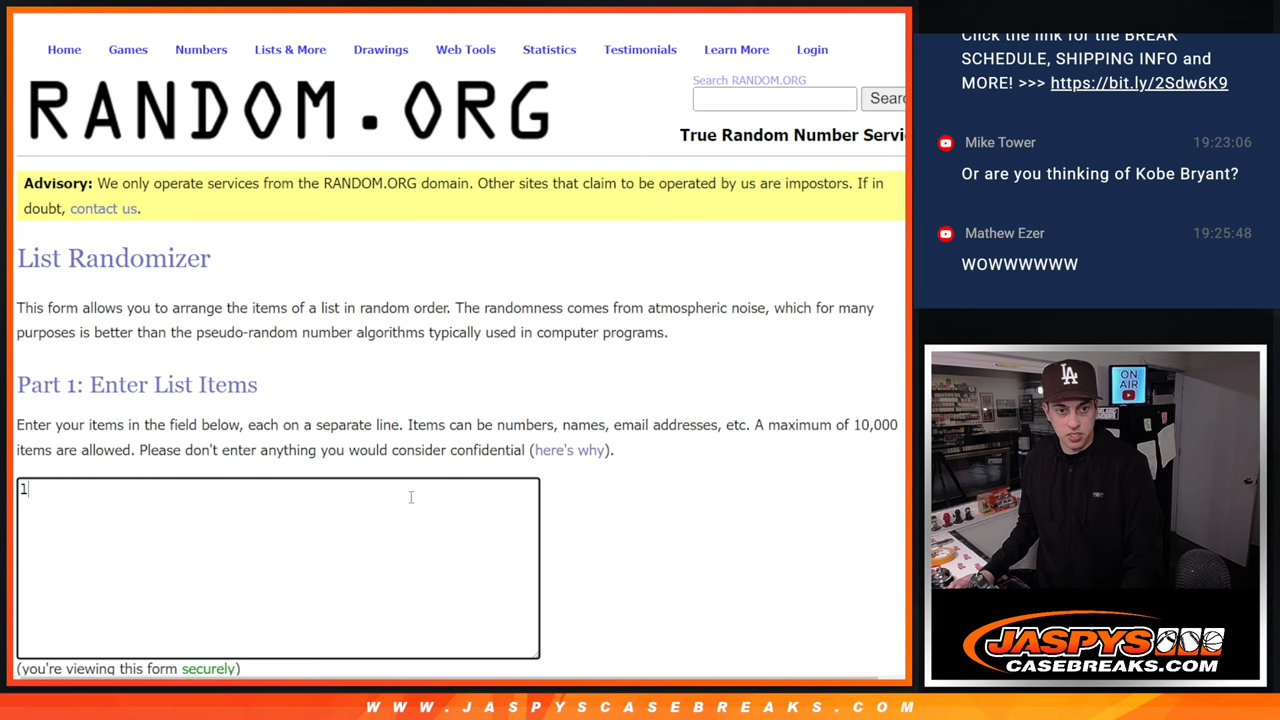 Home Games Numbers Lists & More Drawings Web Tools Statistics Testimonials Learn More Login
RANDOM.ORG
Search RANDOM.ORG
Searc
True Random Number Servi
Advisory: We only operate services from the RANDOM.ORG domain. Other sites that claim to be operated by us are impostors. If in
doubt, contact us.
List Randomizer
This form allows you to arrange the items of a list in random order. The randomness comes from atmospheric noise, which for many
purposes is better than the pseudo-random number algorithms typically used in computer programs.
Part 1: Enter List Items
Enter your items in the field below, each on a separate line. Items can be numbers, names, email addresses, etc. A maximum of 10,000
items are allowed. Please don't enter anything you would consider confidential (here's why).
1
(you're viewing this form securely)
Click the link for the BREAK
SCHEDULE, SHIPPING INFO and
MORE! >>> https://bit.ly/2Sdw6K9
Mike Tower 19:23:06
Or are you thinking of Kobe Bryant?
Mathew Ezer 19:25:48
WOWWWWWW
LA
ON
AIR
JASPYS
CASEBREAKS.COM
WWW.JASPYSCASEBREAKS.COM